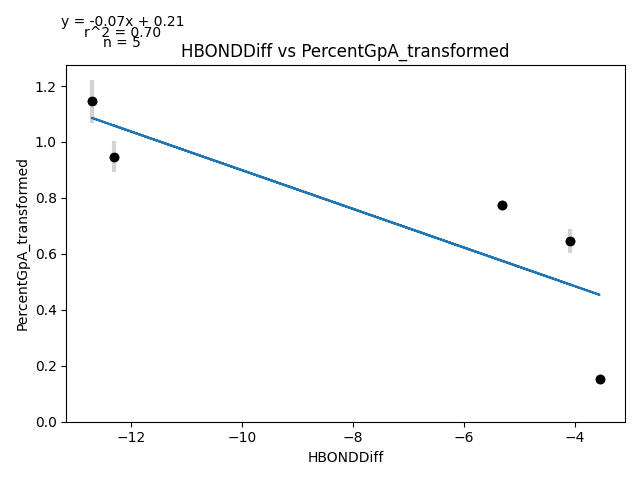 y = -0.07x + 0.21
r^2 = 0.70
n = 5
HBONDDiff vs PercentGpA_transformed
PercentGpA_transformed
1.2
1.0
0.8
0.6
0.4
0.2
0.0
−12
−10
−8
−6
−4
HBONDDiff